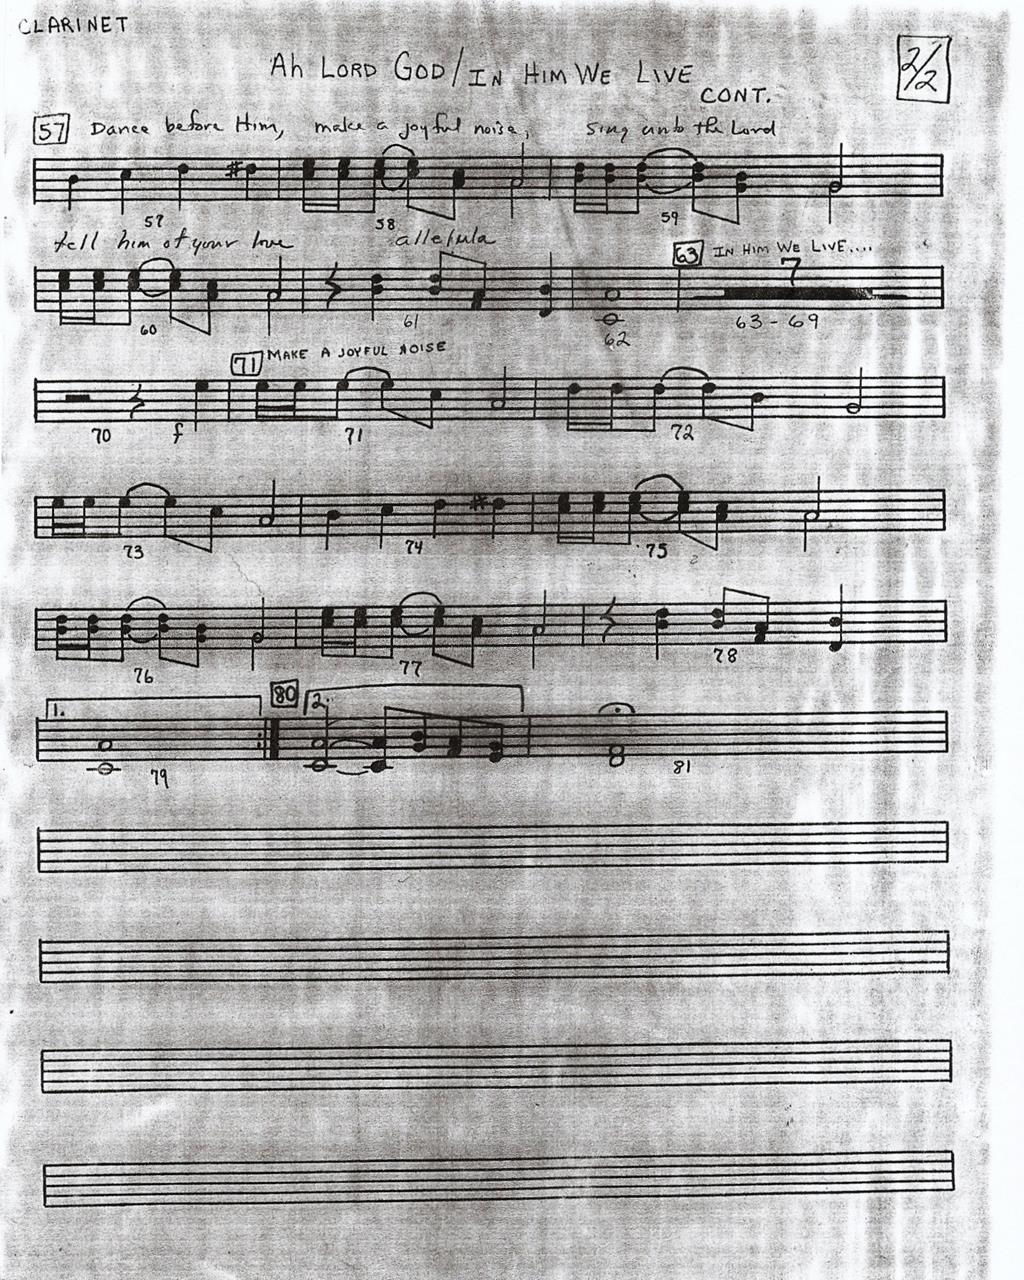 CLARINET
AH LORD GOD/IN HIM WE LIVE
CONT.
2/2
57 Dance before Him, make a joyful noise, Sing unto the Lord
57 58 59
tell him of your love allelula
63 IN HIM WE LIVE....
7
60 61 62 63-69
71 MAKE A JOYFUL NOISE
70 f 71 72
73 74 75
76 77 78
1. 80 2.
79 81